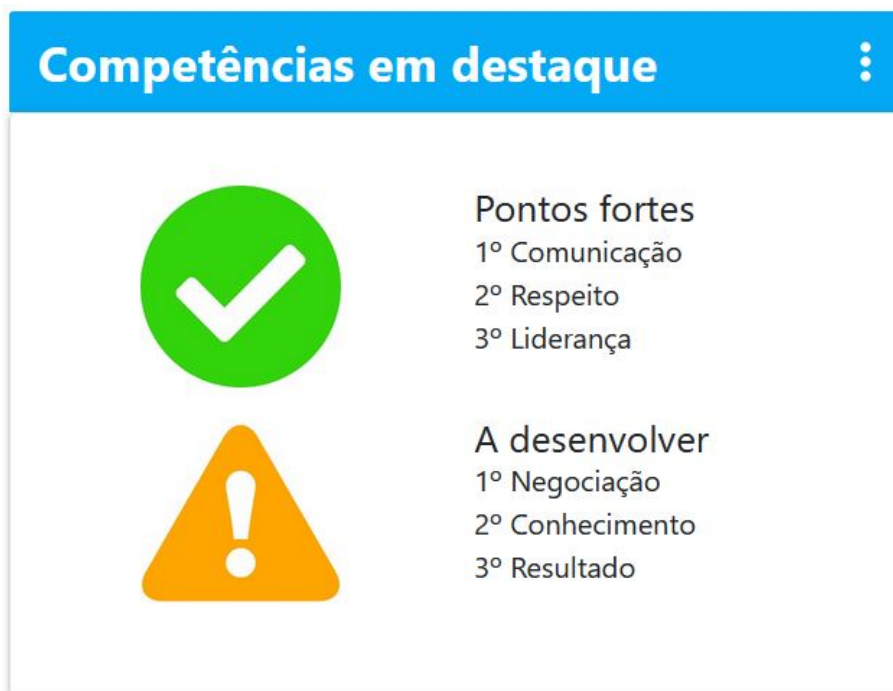 Competências em destaque
Pontos fortes
1º Comunicação
2º Respeito
3º Liderança
A desenvolver
1º Negociação
2º Conhecimento
3º Resultado